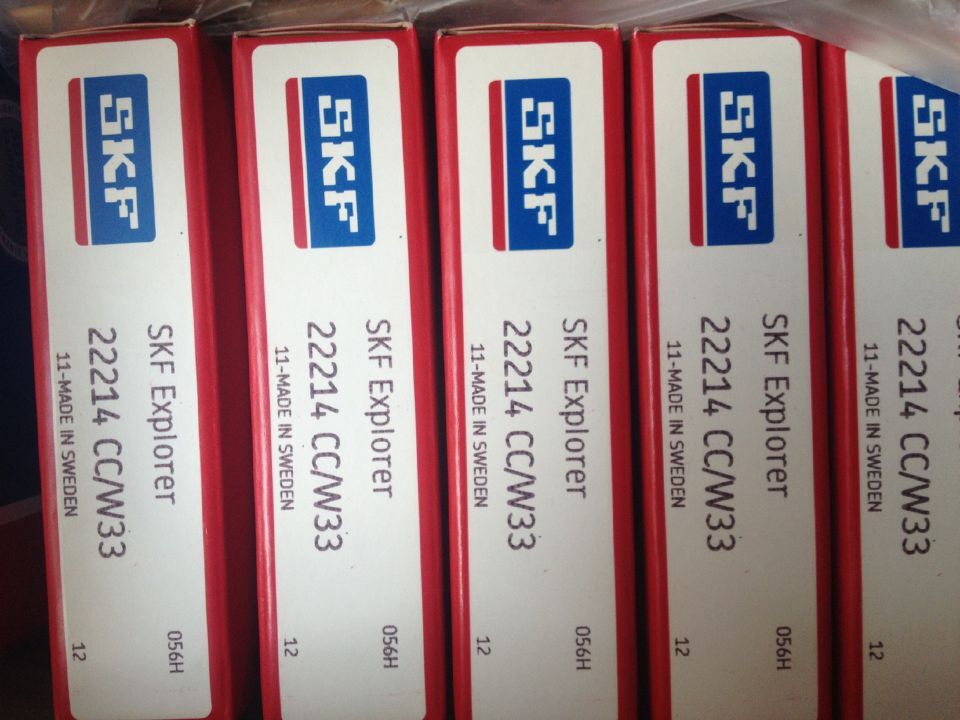 SKF
SKF Explorer
22214 CC/W33
11-MADE IN SWEDEN
056H
12
SKF
SKF Explorer
22214 CC/W33
11-MADE IN SWEDEN
056H
12
SKF
SKF Explorer
22214 CC/W33
11-MADE IN SWEDEN
056H
12
SKF
SKF Explorer
22214 CC/W33
11-MADE IN SWEDEN
056H
12
SKF
22214 CC/W33
11-MADE IN SWEDEN
12